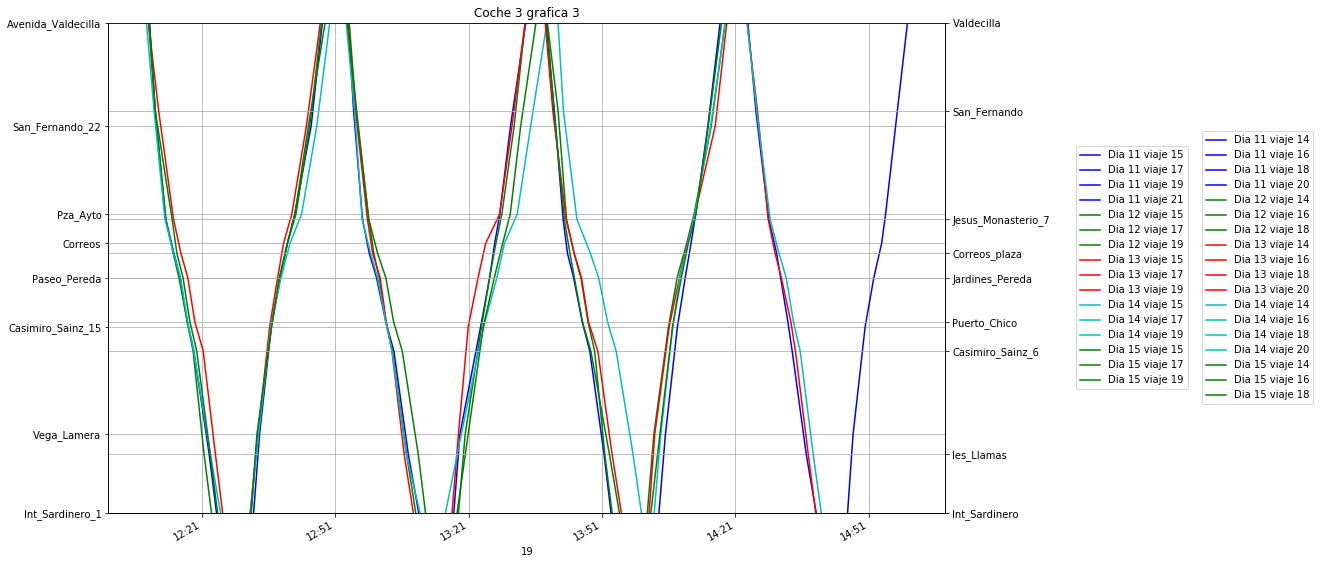 Coche 3 grafica 3
Avenida_Valdecilla
San_Fernando_22
Pza_Ayto
Correos
Paseo_Pereda
Casimiro_Sainz_15
Vega_Lamera
Int_Sardinero_1
Valdecilla
San_Fernando
Jesus_Monasterio_7
Correos_plaza
Jardines_Pereda
Puerto_Chico
Casimiro_Sainz_6
Ies_Llamas
Int_Sardinero
12:21
12:51
13:21
13:51
14:21
14:51
19
Dia 11 viaje 15
Dia 11 viaje 17
Dia 11 viaje 19
Dia 11 viaje 21
Dia 12 viaje 15
Dia 12 viaje 17
Dia 12 viaje 19
Dia 13 viaje 15
Dia 13 viaje 17
Dia 13 viaje 19
Dia 14 viaje 15
Dia 14 viaje 17
Dia 14 viaje 19
Dia 15 viaje 15
Dia 15 viaje 17
Dia 15 viaje 19
Dia 11 viaje 14
Dia 11 viaje 16
Dia 11 viaje 18
Dia 11 viaje 20
Dia 12 viaje 14
Dia 12 viaje 16
Dia 12 viaje 18
Dia 13 viaje 14
Dia 13 viaje 16
Dia 13 viaje 18
Dia 13 viaje 20
Dia 14 viaje 14
Dia 14 viaje 16
Dia 14 viaje 18
Dia 14 viaje 20
Dia 15 viaje 14
Dia 15 viaje 16
Dia 15 viaje 18